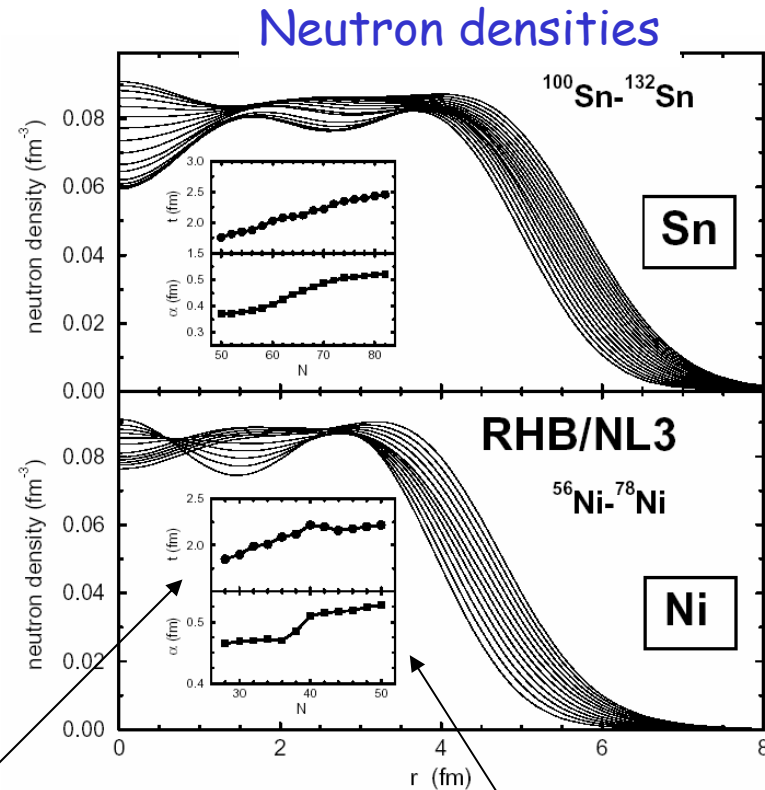 Neutron densities
¹⁰⁰Sn-¹³²Sn
neutron density (fm⁻³)
0.08
0.06
0.04
0.02
0.00
Sn
t (fm)
3.0
2.5
2.0
1.5
α (fm)
0.5
0.4
0.3
50 60 70 80
N
RHB/NL3
⁵⁶Ni-⁷⁸Ni
neutron density (fm⁻³)
0.08
0.06
0.04
0.02
0.00
Ni
t (fm)
2.5
2.0
α (fm)
0.5
0.4
30 40 50
N
0 2 4 6 8
r (fm)